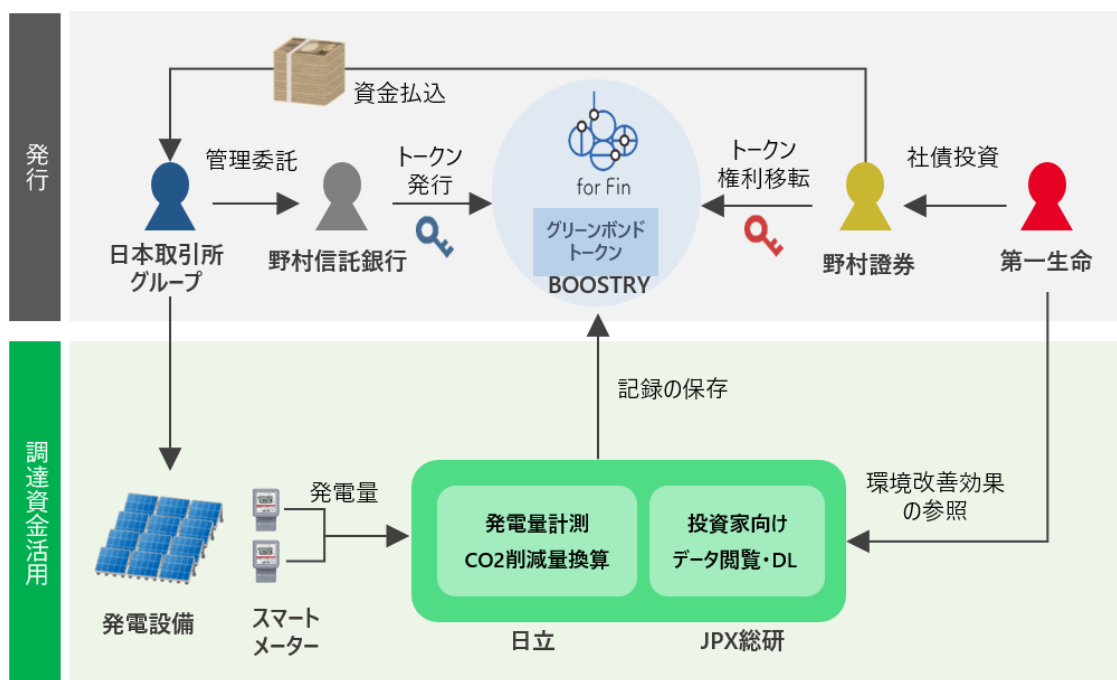 発行
資金払込
管理委託
トークン
発行
for Fin
グリーンボンド
トークン
BOOSTRY
トークン
権利移転
社債投資
日本取引所
グループ
野村信託銀行
野村證券
第一生命
調達資金活用
記録の保存
発電量
環境改善効果
の参照
発電量計測
CO2削減量換算
投資家向け
データ閲覧・DL
発電設備
スマート
メーター
日立
JPX総研